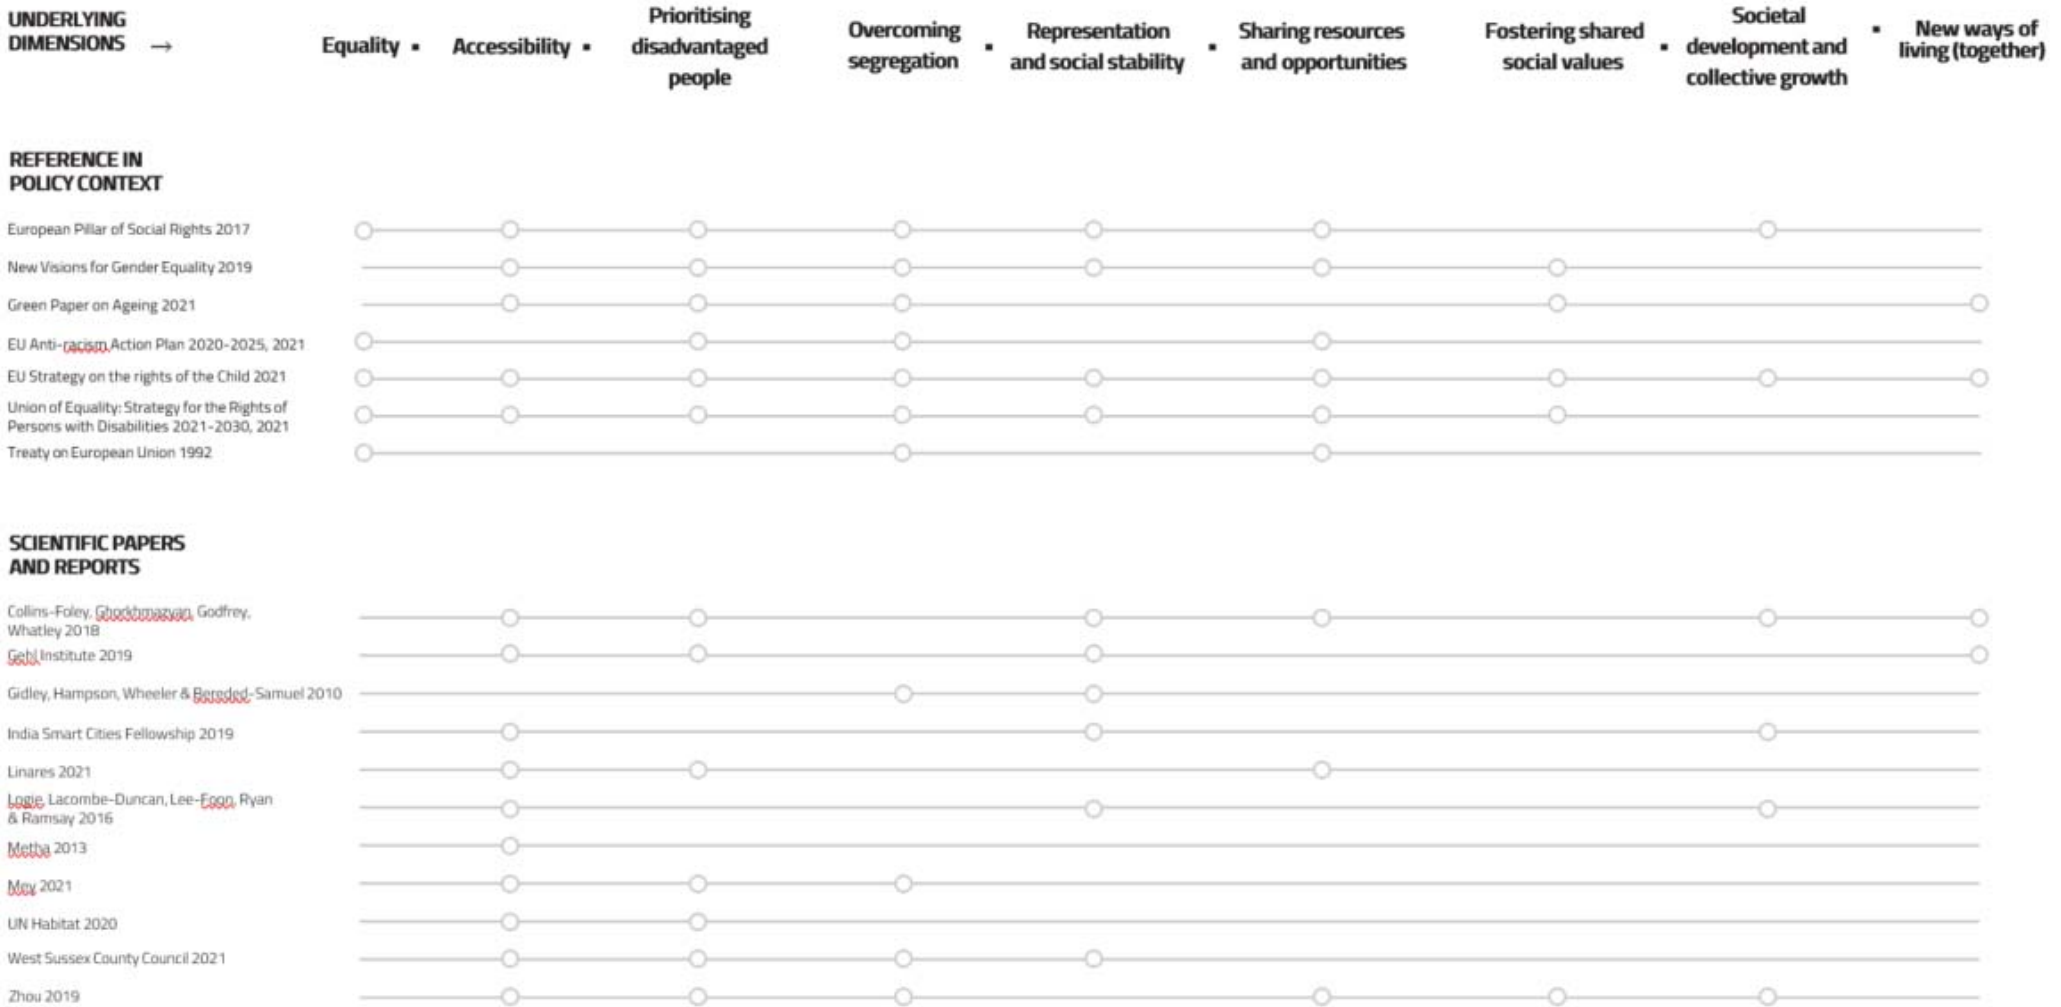 UNDERLYING
DIMENSIONS →
Equality ▪ Accessibility ▪
Prioritising
disadvantaged
people
Overcoming
segregation
▪ Representation
and social stability
▪ Sharing resources
and opportunities
Fostering shared
social values
▪ Societal
development and
collective growth
▪ New ways of
living (together)
REFERENCE IN
POLICY CONTEXT
European Pillar of Social Rights 2017
New Visions for Gender Equality 2019
Green Paper on Ageing 2021
EU Anti-racism Action Plan 2020-2025, 2021
EU Strategy on the rights of the Child 2021
Union of Equality: Strategy for the Rights of
Persons with Disabilities 2021-2030, 2021
Treaty on European Union 1992
SCIENTIFIC PAPERS
AND REPORTS
Collins-Foley, Ghorkhmazyan, Godfrey,
Whatley 2018
Gehl Institute 2019
Gidley, Hampson, Wheeler & Bereded-Samuel 2010
India Smart Cities Fellowship 2019
Linares 2021
Logie, Lacombe-Duncan, Lee-Foon, Ryan
& Ramsay 2016
Metha 2013
Mey 2021
UN Habitat 2020
West Sussex County Council 2021
Zhou 2019